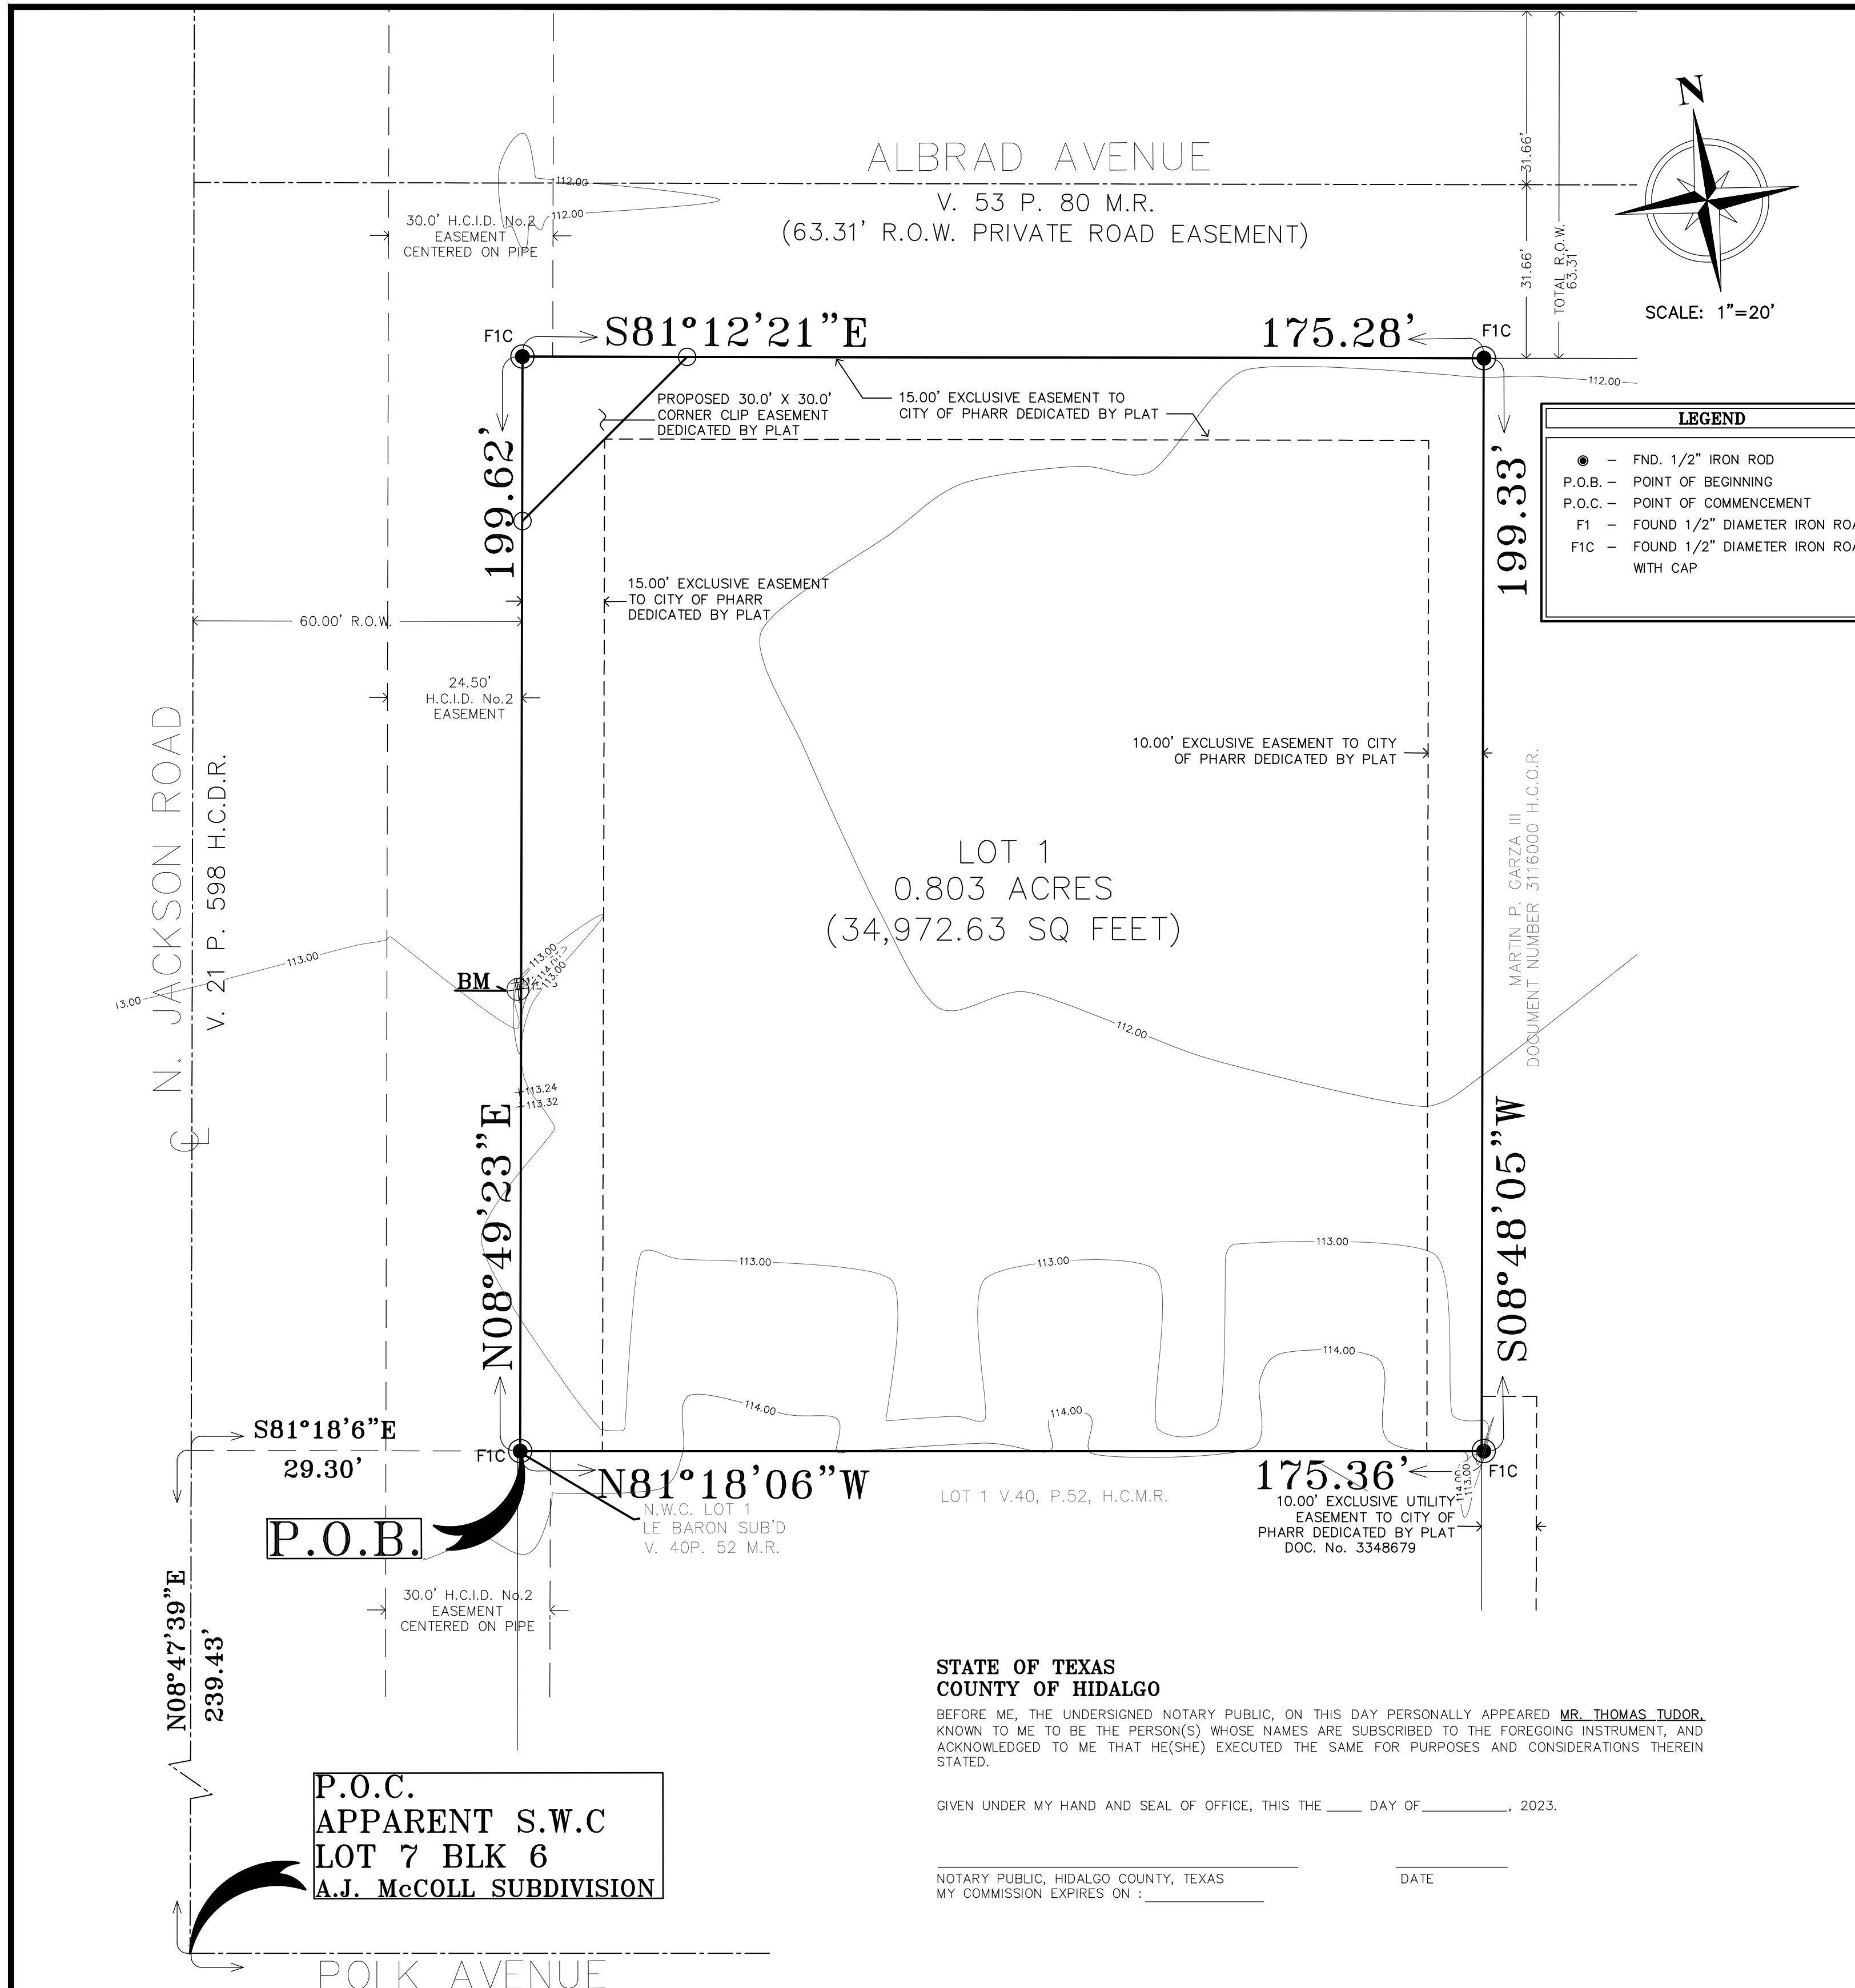 ALBRAD AVENUE
V. 53 P. 80 M.R.
(63.31' R.O.W. PRIVATE ROAD EASEMENT)
30.0' H.C.I.D. No.2
EASEMENT
CENTERED ON PIPE
112.00
112.00
31.66'
31.66'
TOTAL R.O.W.
63.31'
N
SCALE: 1"=20'
F1C
S81°12'21"E
175.28'
F1C
112.00
PROPOSED 30.0' X 30.0'
CORNER CLIP EASEMENT
DEDICATED BY PLAT
15.00' EXCLUSIVE EASEMENT TO
CITY OF PHARR DEDICATED BY PLAT
199.62'
199.33'
LEGEND
– FND. 1/2" IRON ROD
P.O.B. – POINT OF BEGINNING
P.O.C. – POINT OF COMMENCEMENT
F1 – FOUND 1/2" DIAMETER IRON
F1C – FOUND 1/2" DIAMETER IRON
WITH CAP
15.00' EXCLUSIVE EASEMENT
TO CITY OF PHARR
DEDICATED BY PLAT
60.00' R.O.W.
24.50'
H.C.I.D. No.2
EASEMENT
10.00' EXCLUSIVE EASEMENT TO CITY
OF PHARR DEDICATED BY PLAT
N. JACKSON ROAD
V. 21 P. 598 H.C.D.R.
LOT 1
0.803 ACRES
(34,972.63 SQ FEET)
MARTIN P. GARZA III
DOCUMENT NUMBER 3116000 H.C.O.R.
113.00
BM
113.00
113.00
112.00
113.24
113.32
N08°49'23"E
S08°48'05"W
113.00
113.00
113.00
114.00
114.00
114.00
S81°18'6"E
29.30'
F1C
N81°18'06"W
175.36'
F1C
114.00
113.00
P.O.B.
N.W.C. LOT 1
LE BARON SUB'D
V. 40P. 52 M.R.
LOT 1 V.40, P.52, H.C.M.R.
10.00' EXCLUSIVE UTILITY
EASEMENT TO CITY OF
PHARR DEDICATED BY PLAT
DOC. No. 3348679
30.0' H.C.I.D. No.2
EASEMENT
CENTERED ON PIPE
N08°47'39"E
239.43'
STATE OF TEXAS
COUNTY OF HIDALGO
BEFORE ME, THE UNDERSIGNED NOTARY PUBLIC, ON THIS DAY PERSONALLY APPEARED MR. THOMAS TUDOR,
KNOWN TO ME TO BE THE PERSON(S) WHOSE NAMES ARE SUBSCRIBED TO THE FOREGOING INSTRUMENT, AND
ACKNOWLEDGED TO ME THAT HE(SHE) EXECUTED THE SAME FOR PURPOSES AND CONSIDERATIONS THEREIN
STATED.
GIVEN UNDER MY HAND AND SEAL OF OFFICE, THIS THE ____ DAY OF __________, 2023.
NOTARY PUBLIC, HIDALGO COUNTY, TEXAS
DATE
MY COMMISSION EXPIRES ON : ______________
P.O.C.
APPARENT S.W.C
LOT 7 BLK 6
A.J. McCOLL SUBDIVISION
POLK AVENUE